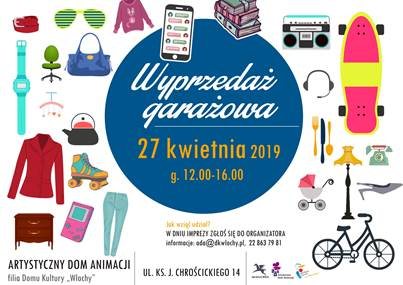 Wyprzedaż
garażowa
27 kwietnia 2019
g. 12.00-16.00
Jak wziąć udział?
W DNIU IMPREZY ZGŁOŚ SIĘ DO ORGANIZATORA
informacje: ada@dkwlochy.pl, 22 863 79 81
ARTYSTYCZNY DOM ANIMACJI
filia Domu Kultury „Włochy"
UL. KS. J. CHROŚCICKIEGO 14